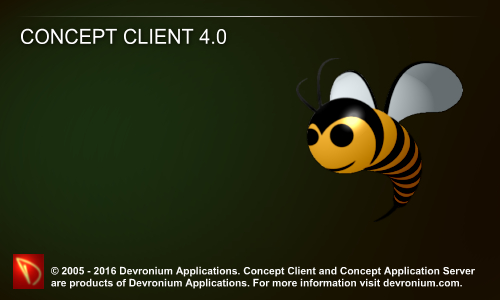 CONCEPT CLIENT 4.0
© 2005 - 2016 Devronium Applications. Concept Client and Concept Application Server
are products of Devronium Applications. For more information visit devronium.com.